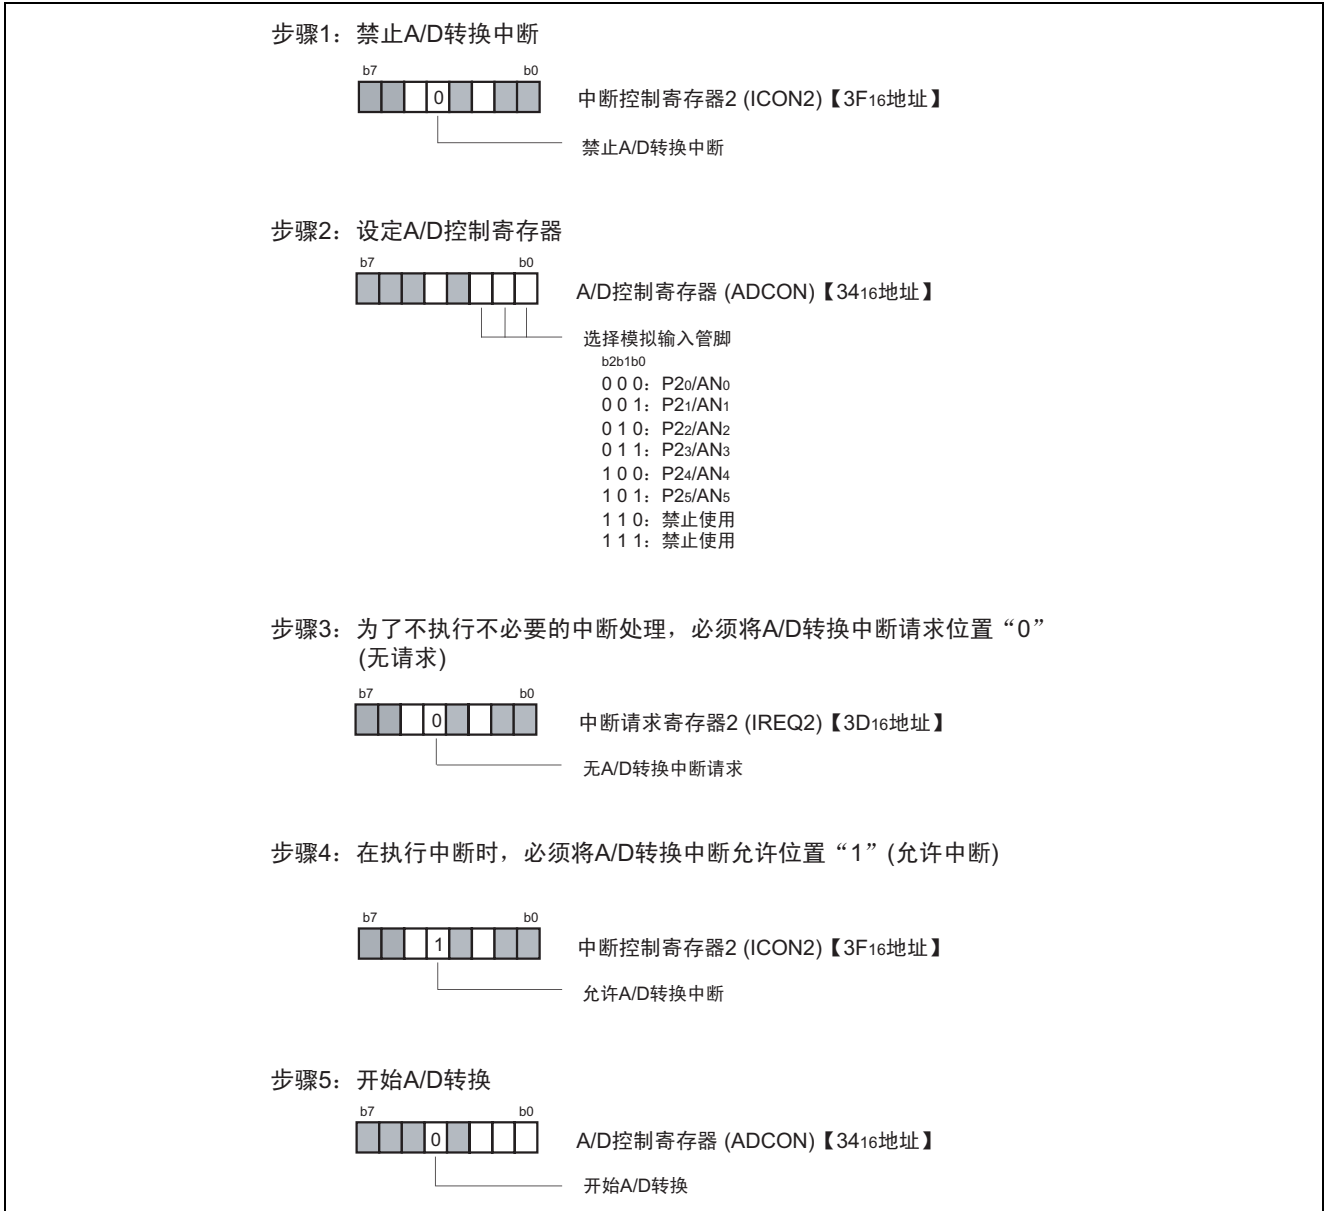 步骤1：禁止A/D转换中断
b7 b0
0
中断控制寄存器2 (ICON2)【3F16地址】
禁止A/D转换中断
步骤2：设定A/D控制寄存器
b7 b0
A/D控制寄存器 (ADCON)【3416地址】
选择模拟输入管脚
b2b1b0
0 0 0：P20/AN0
0 0 1：P21/AN1
0 1 0：P22/AN2
0 1 1：P23/AN3
1 0 0：P24/AN4
1 0 1：P25/AN5
1 1 0：禁止使用
1 1 1：禁止使用
步骤3：为了不执行不必要的中断处理，必须将A/D转换中断请求位置“0”
(无请求)
b7 b0
0
中断请求寄存器2 (IREQ2)【3D16地址】
无A/D转换中断请求
步骤4：在执行中断时，必须将A/D转换中断允许位置“1”(允许中断)
b7 b0
1
中断控制寄存器2 (ICON2)【3F16地址】
允许A/D转换中断
步骤5：开始A/D转换
b7 b0
0
A/D控制寄存器 (ADCON)【3416地址】
开始A/D转换